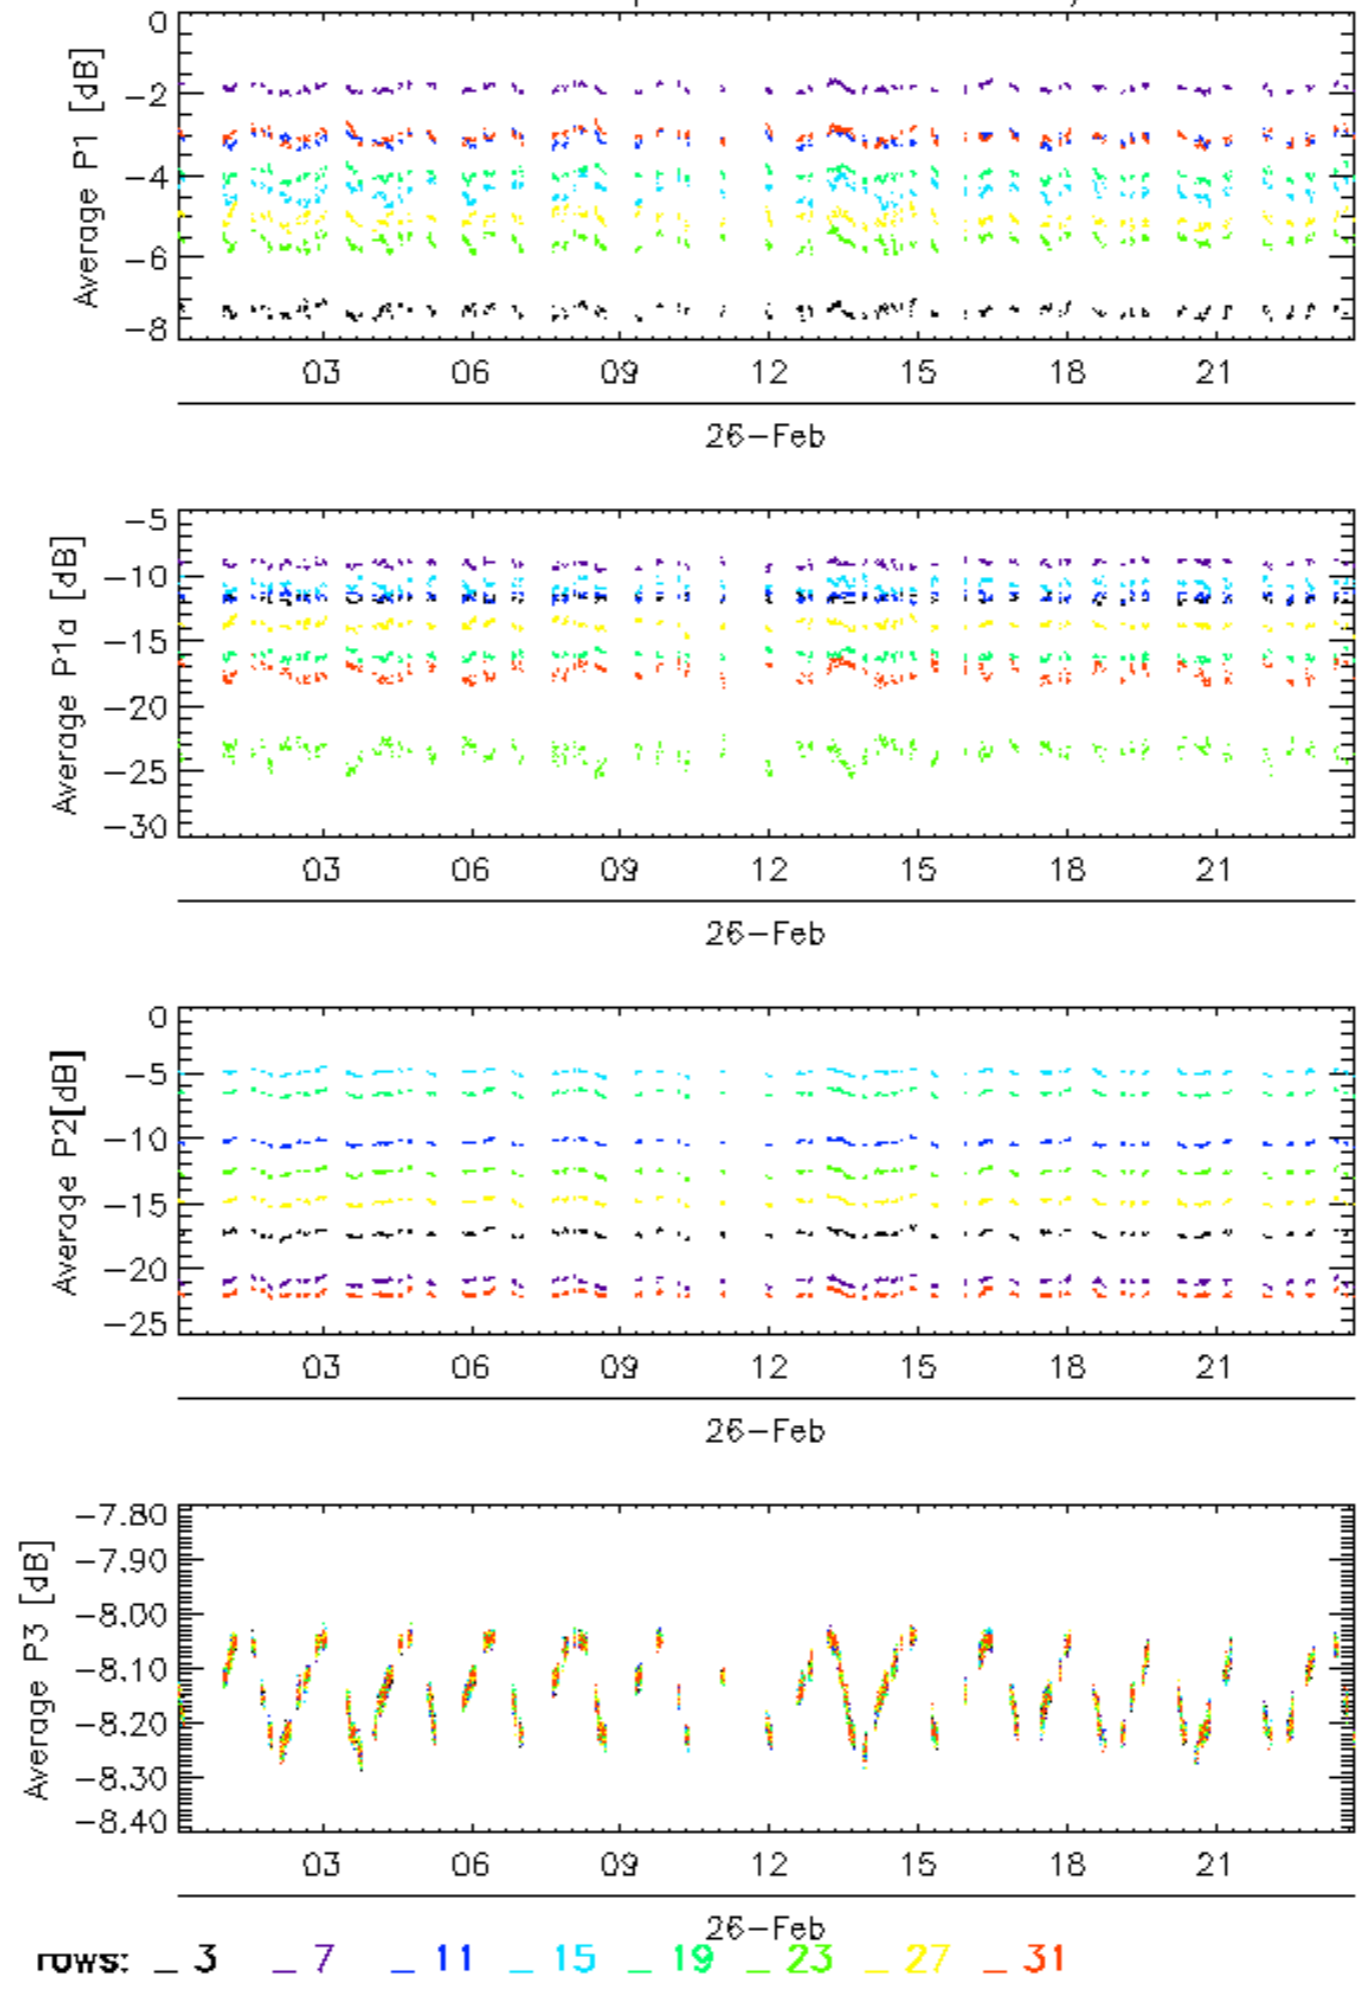 0
−2
−4
−6
−8
Average P1 [dB]
03 06 09 12 15 18 21
26−Feb
−5
−10
−15
−20
−25
−30
Average P1a [dB]
03 06 09 12 15 18 21
26−Feb
0
−5
−10
−15
−20
−25
Average P2[dB]
03 06 09 12 15 18 21
26−Feb
−7.80
−7.90
−8.00
−8.10
−8.20
−8.30
−8.40
Average P3 [dB]
03 06 09 12 15 18 21
26−Feb
rows: _ 3 _ 7 _ 11 _ 15 _ 19 _ 23 _ 27 _ 31